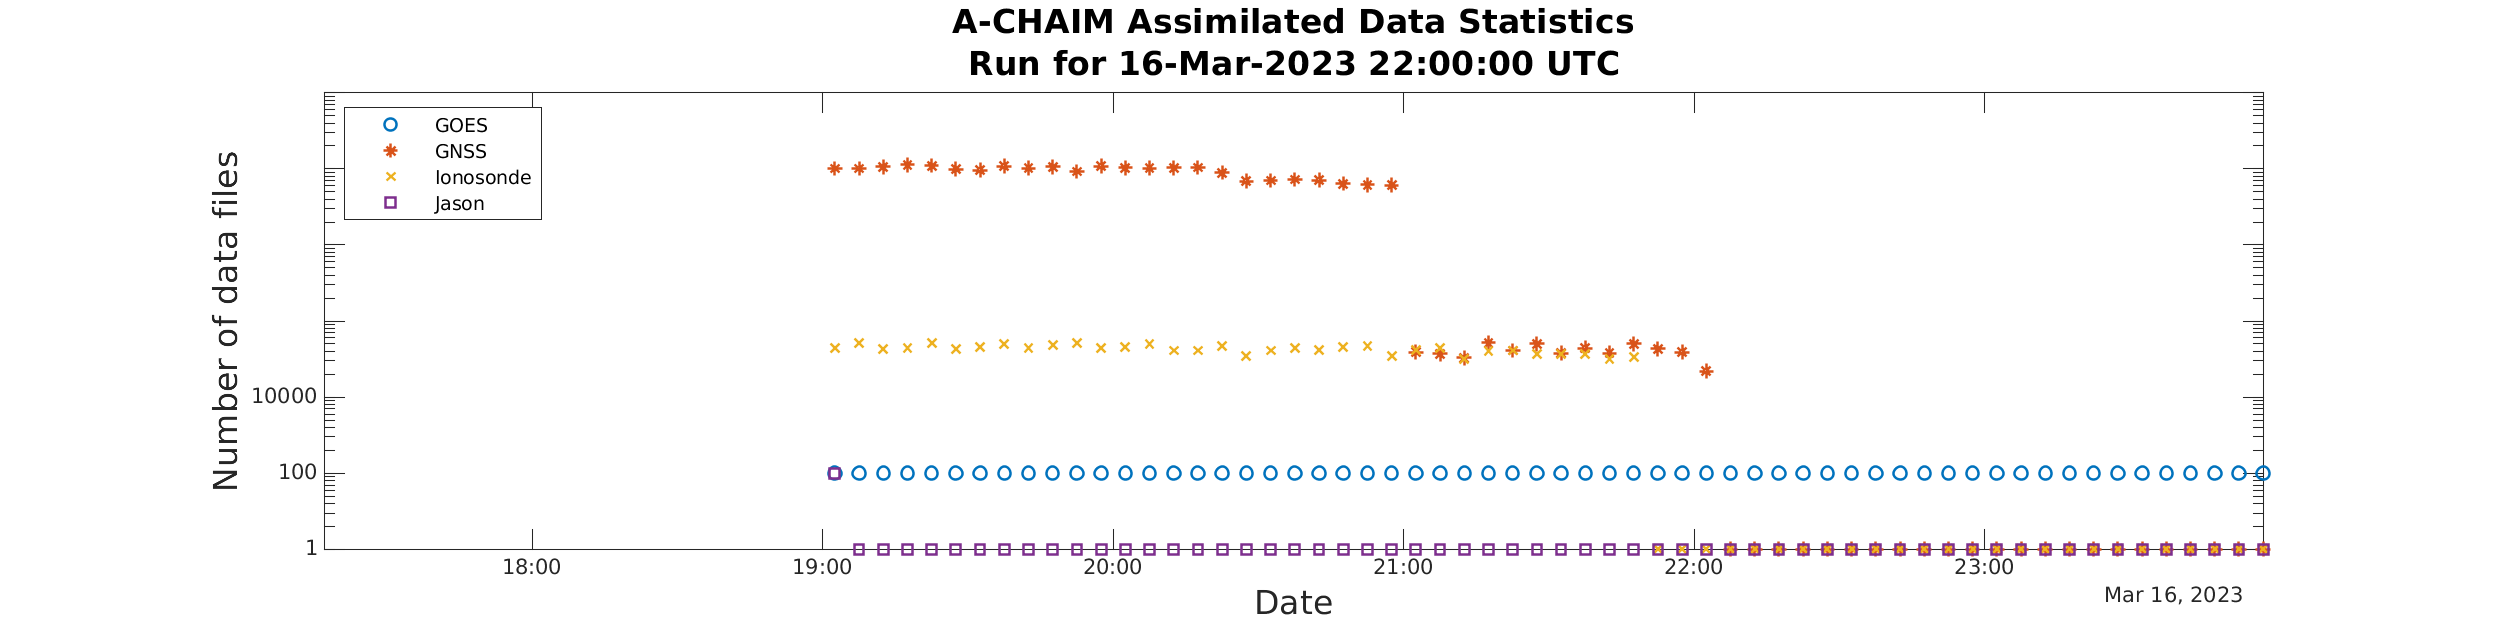 A-CHAIM Assimilated Data Statistics
Run for 16-Mar-2023 22:00:00 UTC
GOES
GNSS
Ionosonde
Jason
Number of data files
10000
100
1
18:00 19:00 20:00 21:00 22:00 23:00
Mar 16, 2023
Date